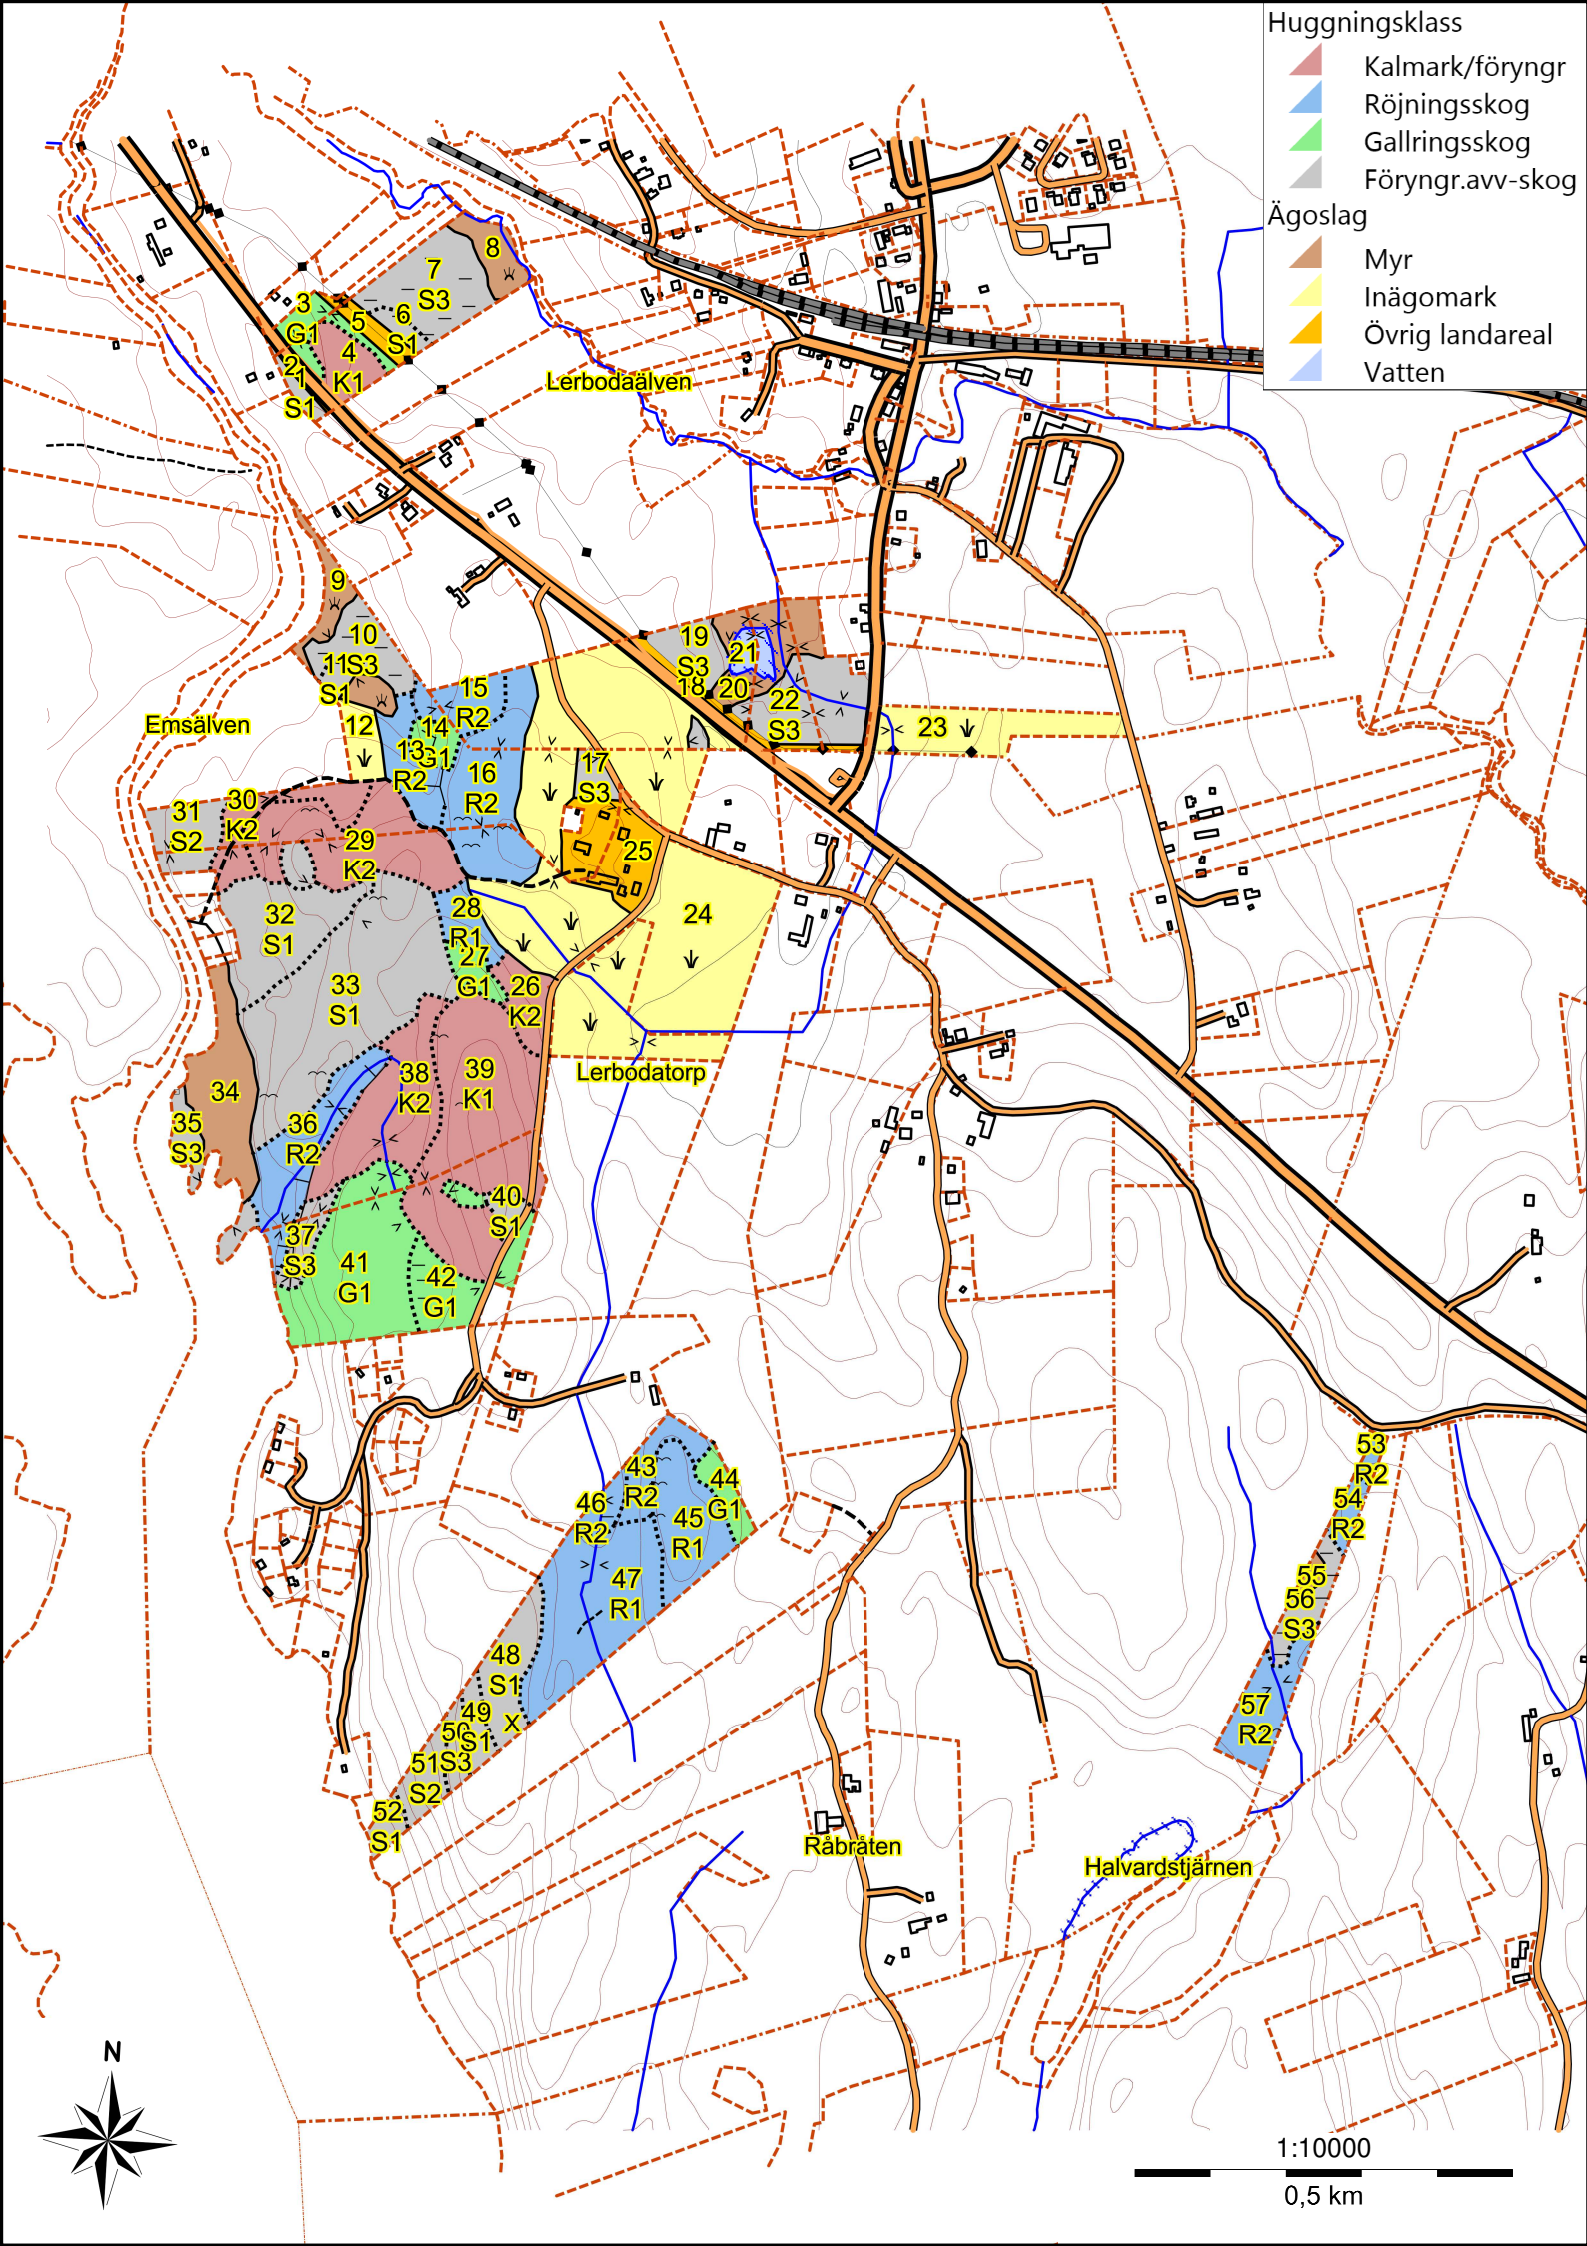 Huggningsklass
Kalmark/föryngr
Röjningsskog
Gallringsskog
Föryngr.avv-skog
Ägoslag
Myr
Inägomark
Övrig landareal
Vatten
8
7
S3
3
G1
5
6
S1
4
K1
2
1
S1
Lerbodaälven
9
10
S3
11
S1
12
Emsälven
15
R2
14
G1
13
R2
16
R2
17
S3
19
S3
18
20
21
22
S3
23
25
24
31
S2
30
K2
29
K2
32
S1
28
R1
27
G1
26
K2
33
S1
Lerbodatorp
34
35
S3
36
R2
38
K2
39
K1
40
S1
37
S3
41
G1
42
G1
43
R2
44
G1
46
R2
45
R1
47
R1
48
S1
49
S1
X
50
S3
51
S2
52
S1
53
R2
54
R2
55
56
S3
57
R2
Råbråten
Halvardstjärnen
N
1:10000
0,5 km